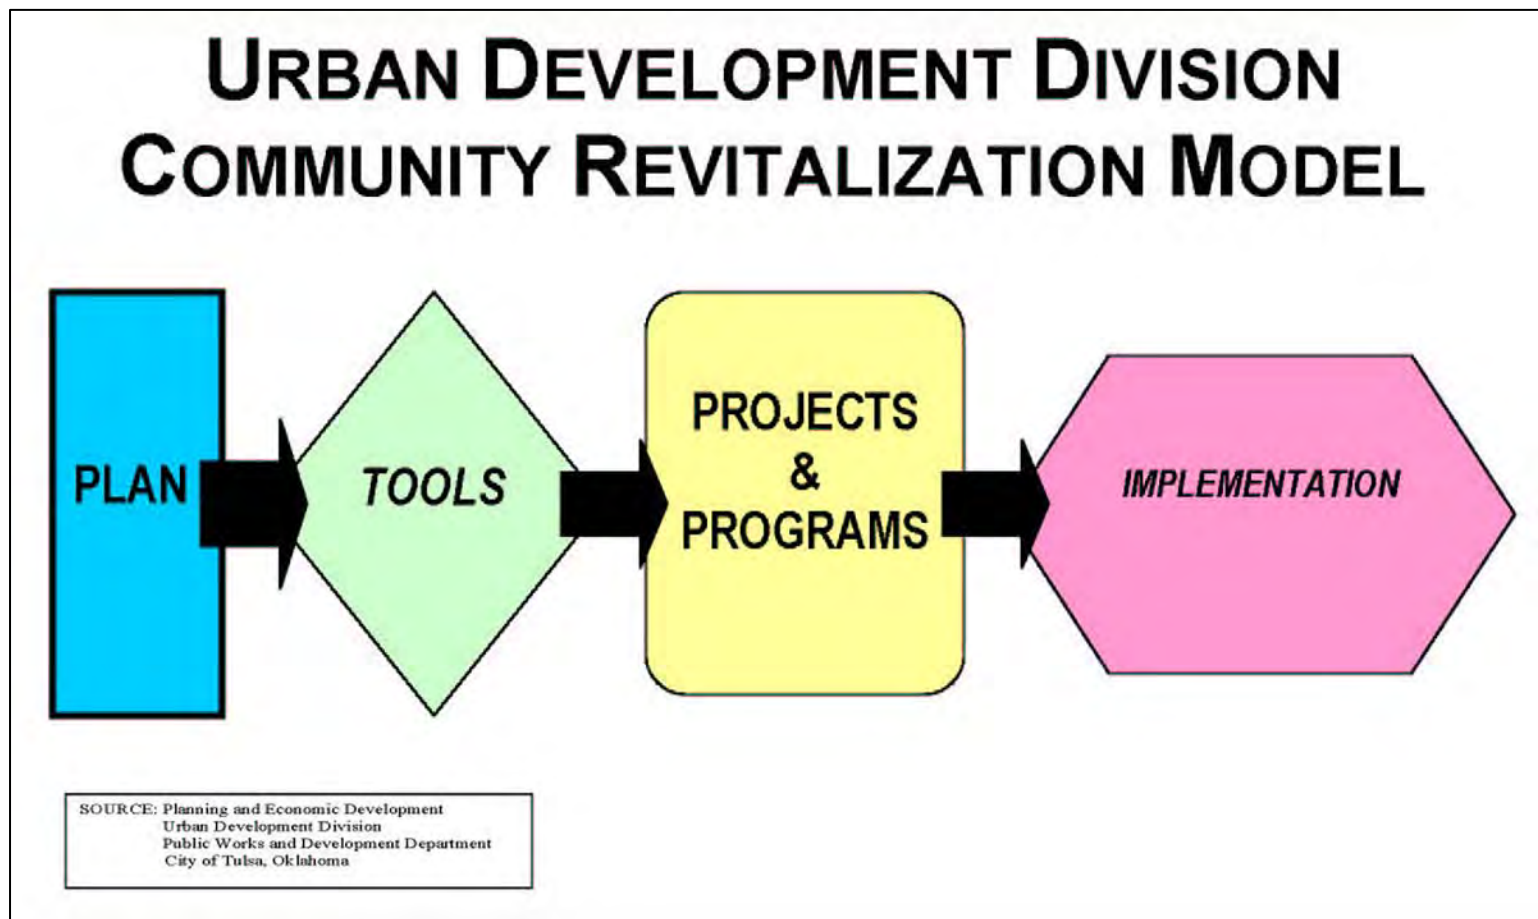 URBAN DEVELOPMENT DIVISION
COMMUNITY REVITALIZATION MODEL
PLAN
TOOLS
PROJECTS
&
PROGRAMS
IMPLEMENTATION
SOURCE: Planning and Economic Development
Urban Development Division
Public Works and Development Department
City of Tulsa, Oklahoma